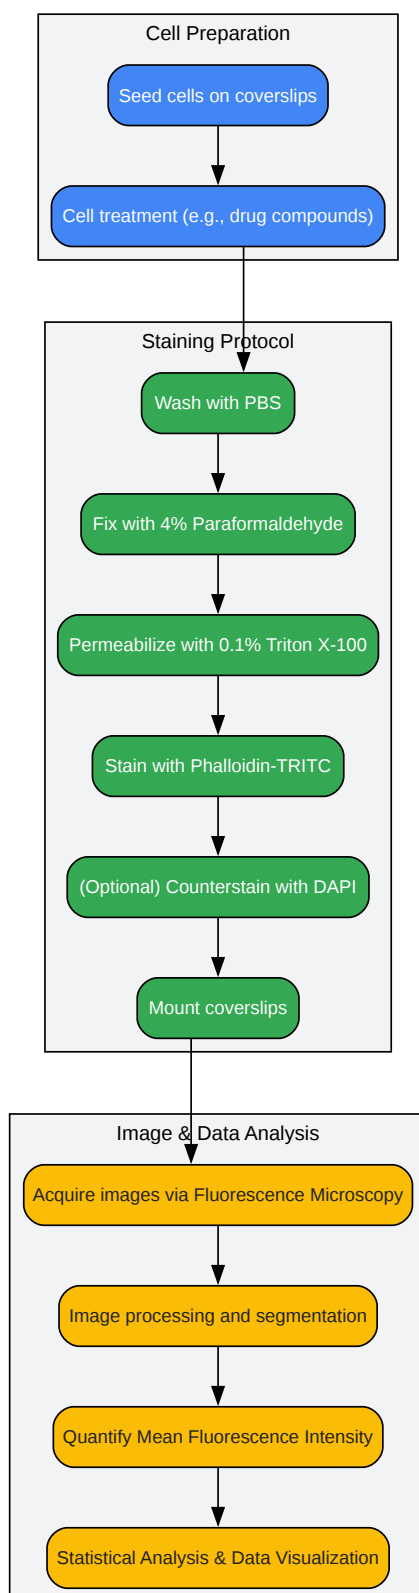 Cell Preparation
Seed cells on coverslips
Cell treatment (e.g., drug compounds)
Staining Protocol
Wash with PBS
Fix with 4% Paraformaldehyde
Permeabilize with 0.1% Triton X-100
Stain with Phalloidin-TRITC
(Optional) Counterstain with DAPI
Mount coverslips
Image & Data Analysis
Acquire images via Fluorescence Microscopy
Image processing and segmentation
Quantify Mean Fluorescence Intensity
Statistical Analysis & Data Visualization